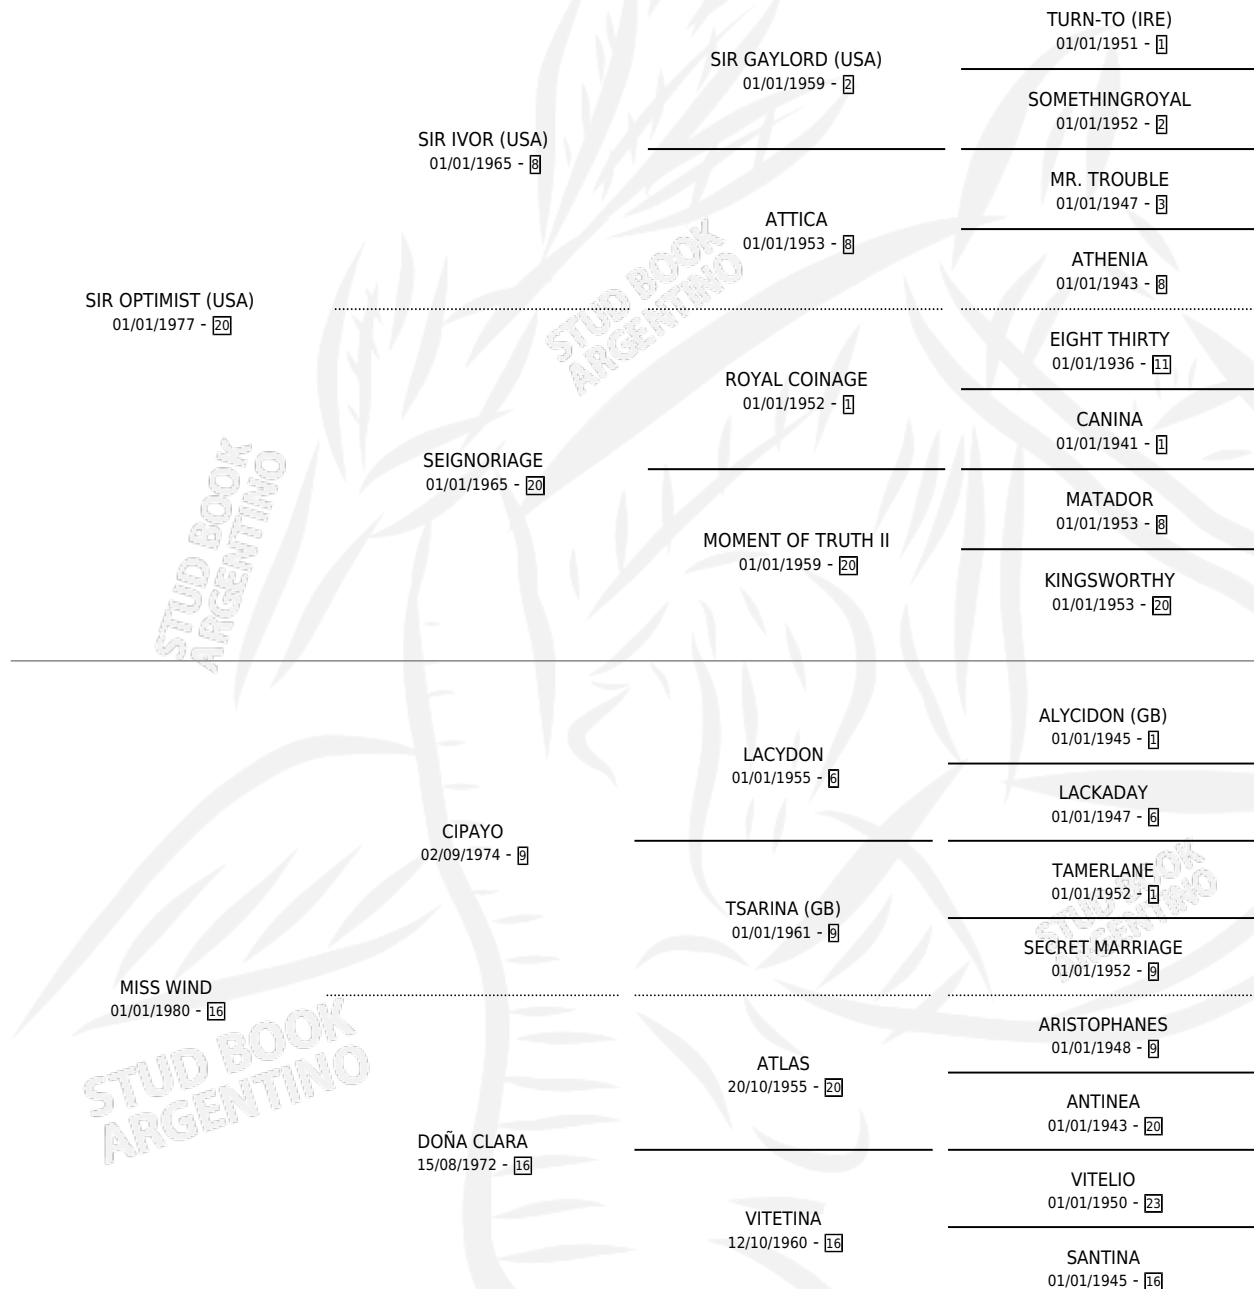 TURN-TO (IRE)
01/01/1951 - 1
SIR GAYLORD (USA)
01/01/1959 - 2
SOMETHINGROYAL
01/01/1952 - 2
SIR IVOR (USA)
01/01/1965 - 8
MR. TROUBLE
01/01/1947 - 3
ATTICA
01/01/1953 - 8
ATHENIA
01/01/1943 - 8
SIR OPTIMIST (USA)
01/01/1977 - 20
EIGHT THIRTY
01/01/1936 - 11
ROYAL COINAGE
01/01/1952 - 1
CANINA
01/01/1941 - 1
SEIGNORIAGE
01/01/1965 - 20
MATADOR
01/01/1953 - 8
MOMENT OF TRUTH II
01/01/1959 - 20
KINGSWORTHY
01/01/1953 - 20
ALYCIDON (GB)
01/01/1945 - 1
LACYDON
01/01/1955 - 6
LACKADAY
01/01/1947 - 6
CIPAYO
02/09/1974 - 9
TAMERLANE
01/01/1952 - 1
TSARINA (GB)
01/01/1961 - 9
SECRET MARRIAGE
01/01/1952 - 9
MISS WIND
01/01/1980 - 16
ARISTOPHANES
01/01/1948 - 9
ATLAS
20/10/1955 - 20
ANTINEA
01/01/1943 - 20
DOÑA CLARA
15/08/1972 - 16
VITELIO
01/01/1950 - 23
VITETINA
12/10/1960 - 16
SANTINA
01/01/1945 - 16
STUD BOOK
ARGENTINO
STUD BOOK
ARGENTINO
STUD BOOK
ARGENTINO
STUD BOOK
ARGENTINO